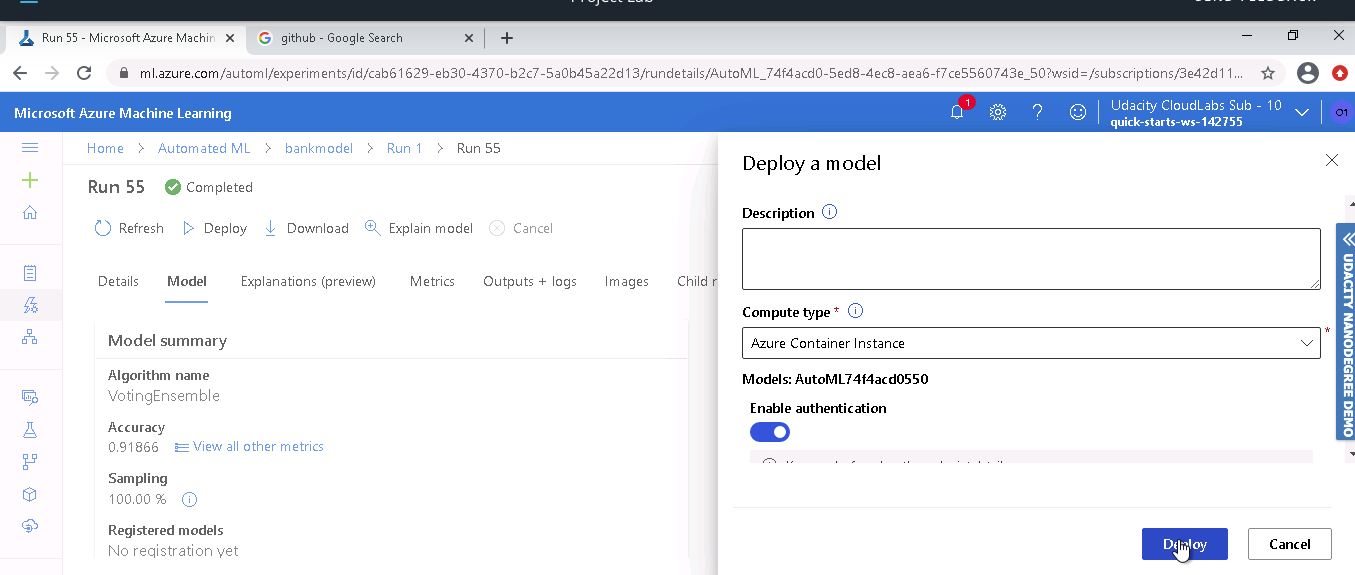 Project Lab
Run 55 - Microsoft Azure Machin
github - Google Search
ml.azure.com/automl/experiments/id/cab61629-eb30-4370-b2c7-5a0b45a22d13/rundetails/AutoML_74f4acd0-5ed8-4ec8-aea6-f7ce5560743e_50?wsid=/subscriptions/3e42d11...
Microsoft Azure Machine Learning
1
Udacity CloudLabs Sub - 10
quick-starts-ws-142755
O1
Home > Automated ML > bankmodel > Run 1 > Run 55
Run 55 Completed
Refresh Deploy Download Explain model Cancel
Details Model Explanations (preview) Metrics Outputs + logs Images Child r
Model summary
Algorithm name
VotingEnsemble
Accuracy
0.91866 View all other metrics
Sampling
100.00 %
Registered models
No registration yet
Deploy a model
Description
Compute type *
Azure Container Instance
*
Models: AutoML74f4acd0550
Enable authentication
Deploy Cancel
UDACITY NANODEGREE DEMO